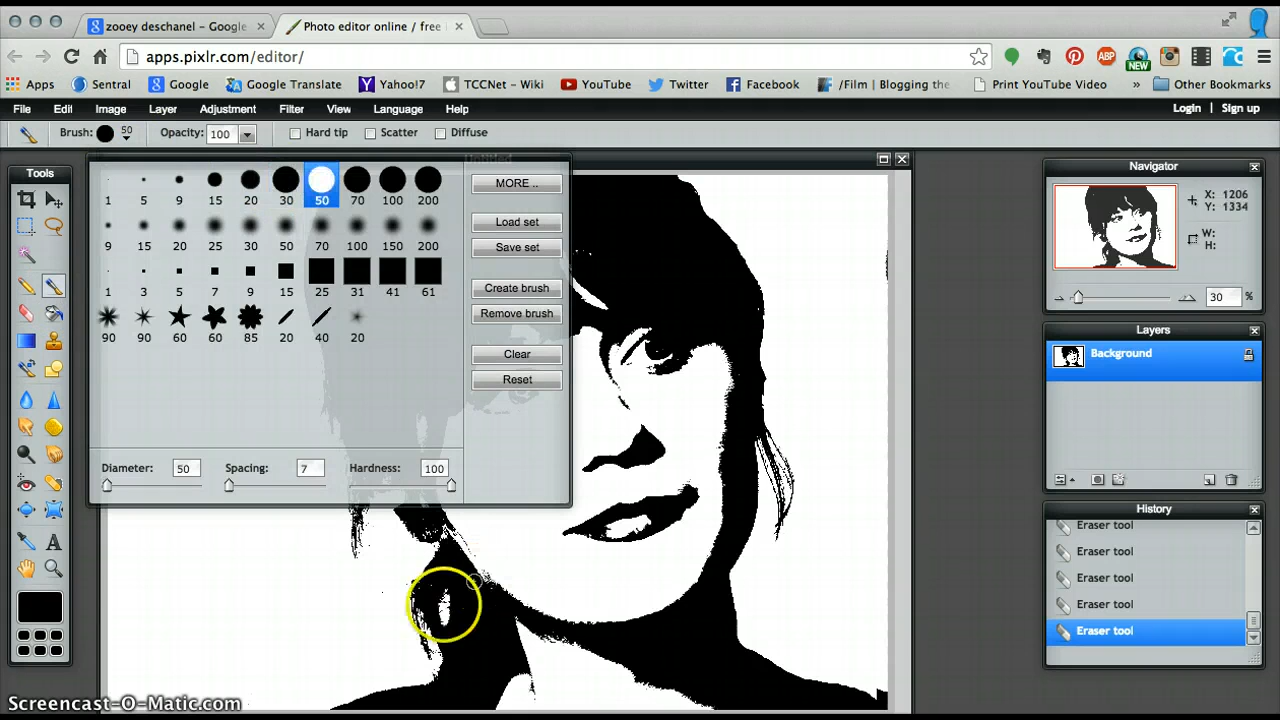 zooey deschanel - Google
Photo editor online / free
apps.pixlr.com/editor/
NEW
Apps Sentral Google Google Translate Yahoo!7 TCCNet - Wiki YouTube Twitter Facebook /Film | Blogging the Print YouTube Video » Other Bookmarks
File Edit Image Layer Adjustment Filter View Language Help Login | Sign up
Brush: 50 Opacity: 100 Hard tip Scatter Diffuse
Untitled
Tools
1 5 9 15 20 30 50 70 100 200
9 15 20 25 30 50 70 100 150 200
1 3 5 7 9 15 25 31 41 61
90 90 60 60 85 20 40 20
MORE ..
Load set
Save set
Create brush
Remove brush
Clear
Reset
Diameter: 50 Spacing: 7 Hardness: 100
Navigator
X: 1206
Y: 1334
W:
H:
30 %
Layers
Background
History
Eraser tool
Eraser tool
Eraser tool
Eraser tool
Eraser tool
Screencast-O-Matic.com